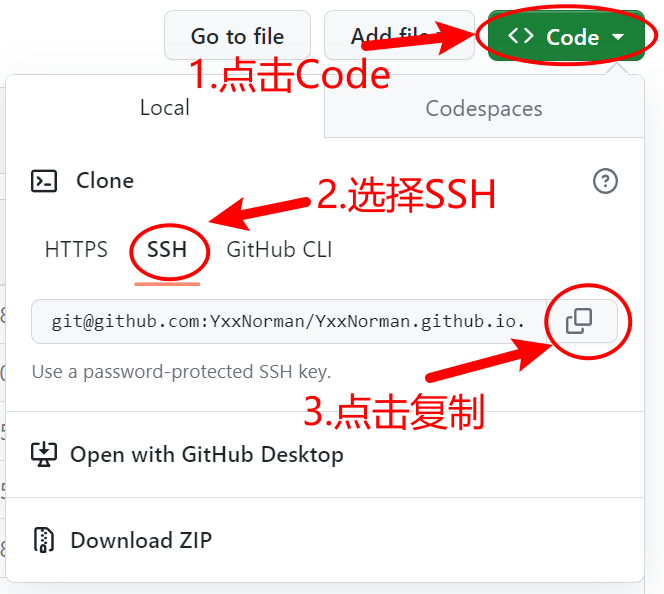 Go to file
Add file
Code
1.点击Code
Local
Codespaces
Clone
2.选择SSH
HTTPS
SSH
GitHub CLI
git@github.com:YxxNorman/YxxNorman.github.io.
Use a password-protected SSH key.
3.点击复制
Open with GitHub Desktop
Download ZIP